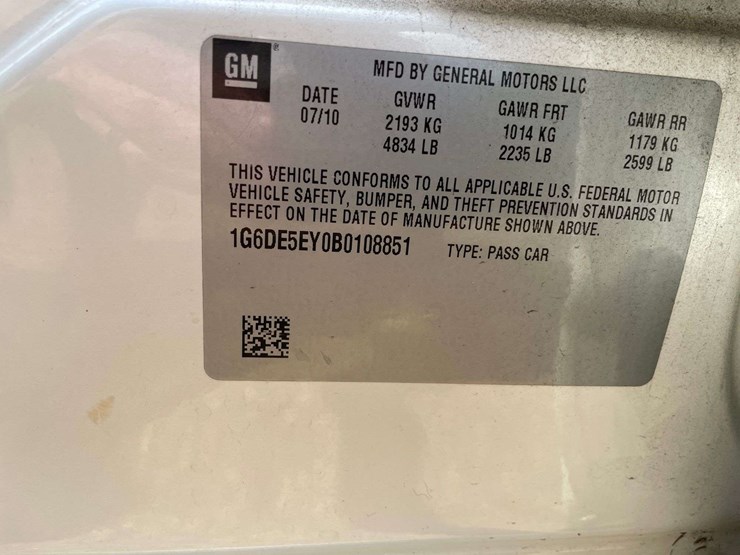 GM
MFD BY GENERAL MOTORS LLC
DATE GVWR GAWR FRT GAWR RR
07/10 2193 KG 1014 KG 1179 KG
4834 LB 2235 LB 2599 LB
THIS VEHICLE CONFORMS TO ALL APPLICABLE U.S. FEDERAL MOTOR
VEHICLE SAFETY, BUMPER, AND THEFT PREVENTION STANDARDS IN
EFFECT ON THE DATE OF MANUFACTURE SHOWN ABOVE.
1G6DE5EY0B0108851 TYPE: PASS CAR